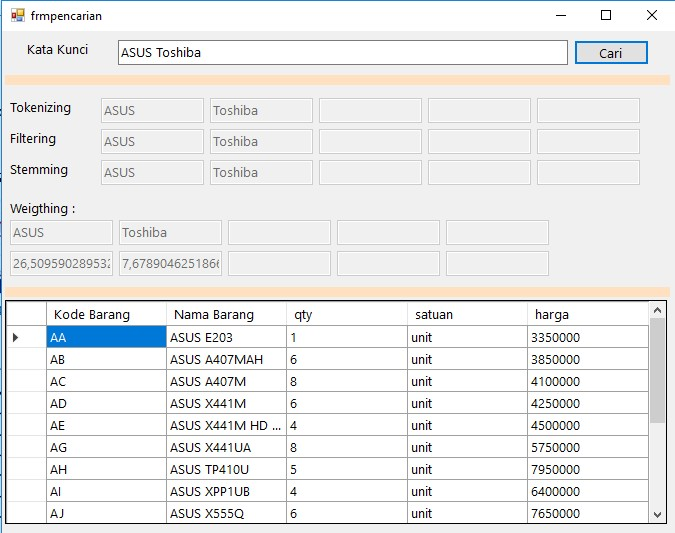 frmpencarian
Kata Kunci ASUS Toshiba Cari
Tokenizing ASUS Toshiba
Filtering ASUS Toshiba
Stemming ASUS Toshiba
Weigthing :
ASUS Toshiba
26,509590289532 7,6789046251866
Kode Barang Nama Barang qty satuan harga
AA ASUS E203 1 unit 3350000
AB ASUS A407MAH 6 unit 3850000
AC ASUS A407M 8 unit 4100000
AD ASUS X441M 6 unit 4250000
AE ASUS X441M HD ... 4 unit 4500000
AG ASUS X441UA 8 unit 5750000
AH ASUS TP410U 5 unit 7950000
AI ASUS XPP1UB 4 unit 6400000
AJ ASUS X555Q 6 unit 7650000